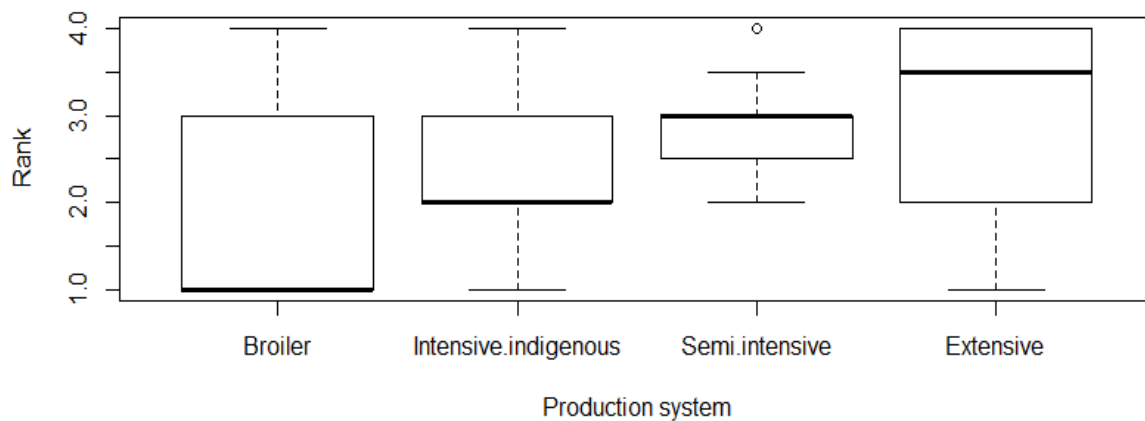 4.0
3.0
2.0
1.0
Rank
Broiler
Intensive.indigenous
Semi.intensive
Extensive
Production system